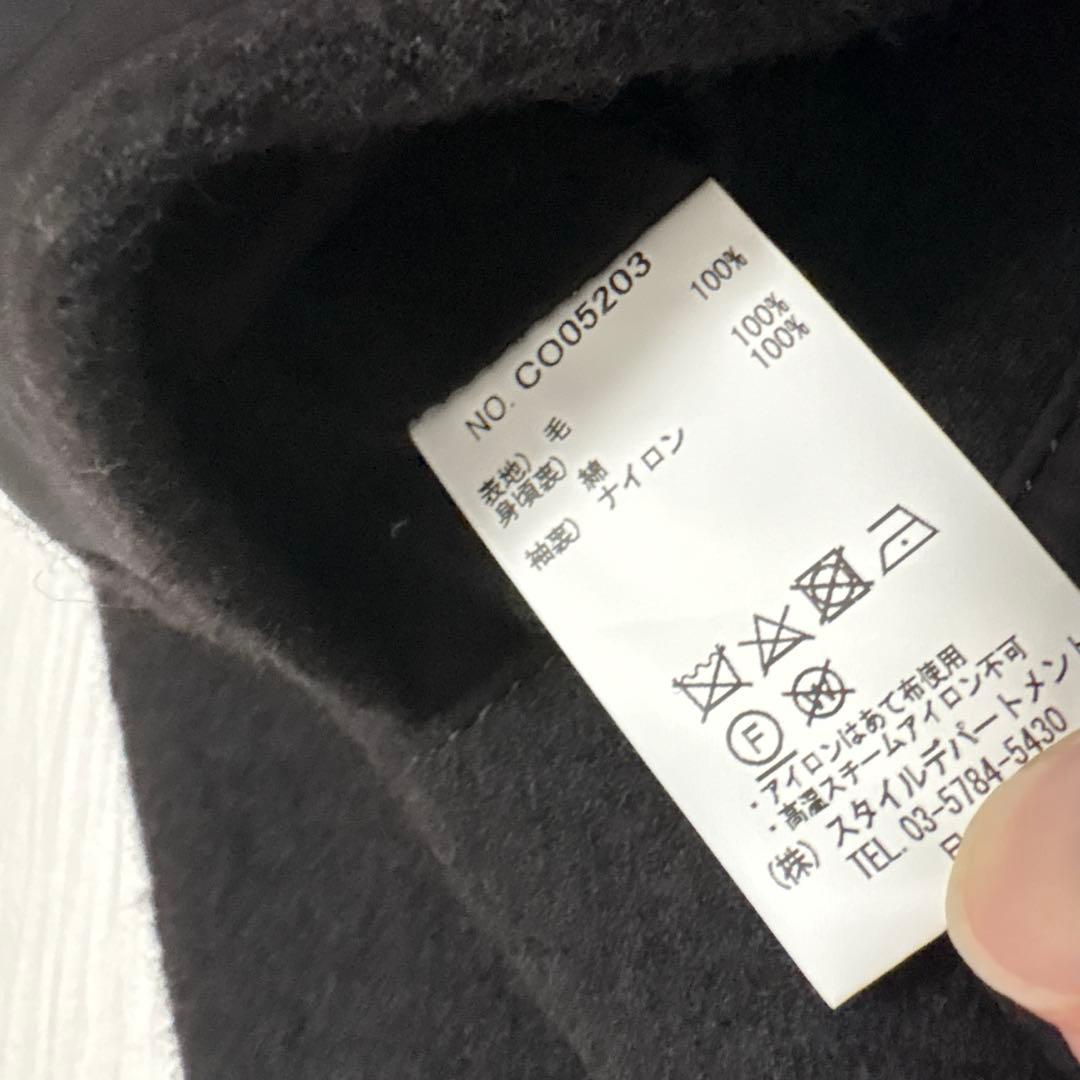 NO. CO05203
表地) 毛 100%
身頃裏) 綿 100%
袖裏) ナイロン 100%
W
F
・アイロンはあて布使用
・高温スチームアイロン不可
(株) スタイルデパートメント
TEL. 03-5784-5430